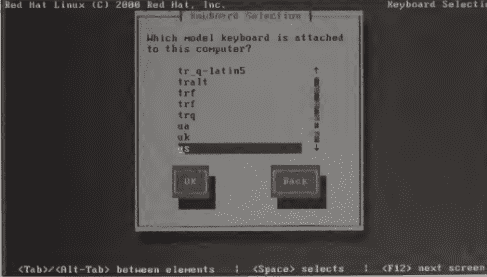 Red Hat Linux (C) 2000 Red Hat, Inc. Keyboard Selectio
Keyboard Selection
Which model keyboard is attached
to this computer?
tr_q-latin5
tralt
trf
trf
trq
ua
uk
us
OK Back
<Tab>/<Alt-Tab> between elements | <Space> selects | <F12> next screen